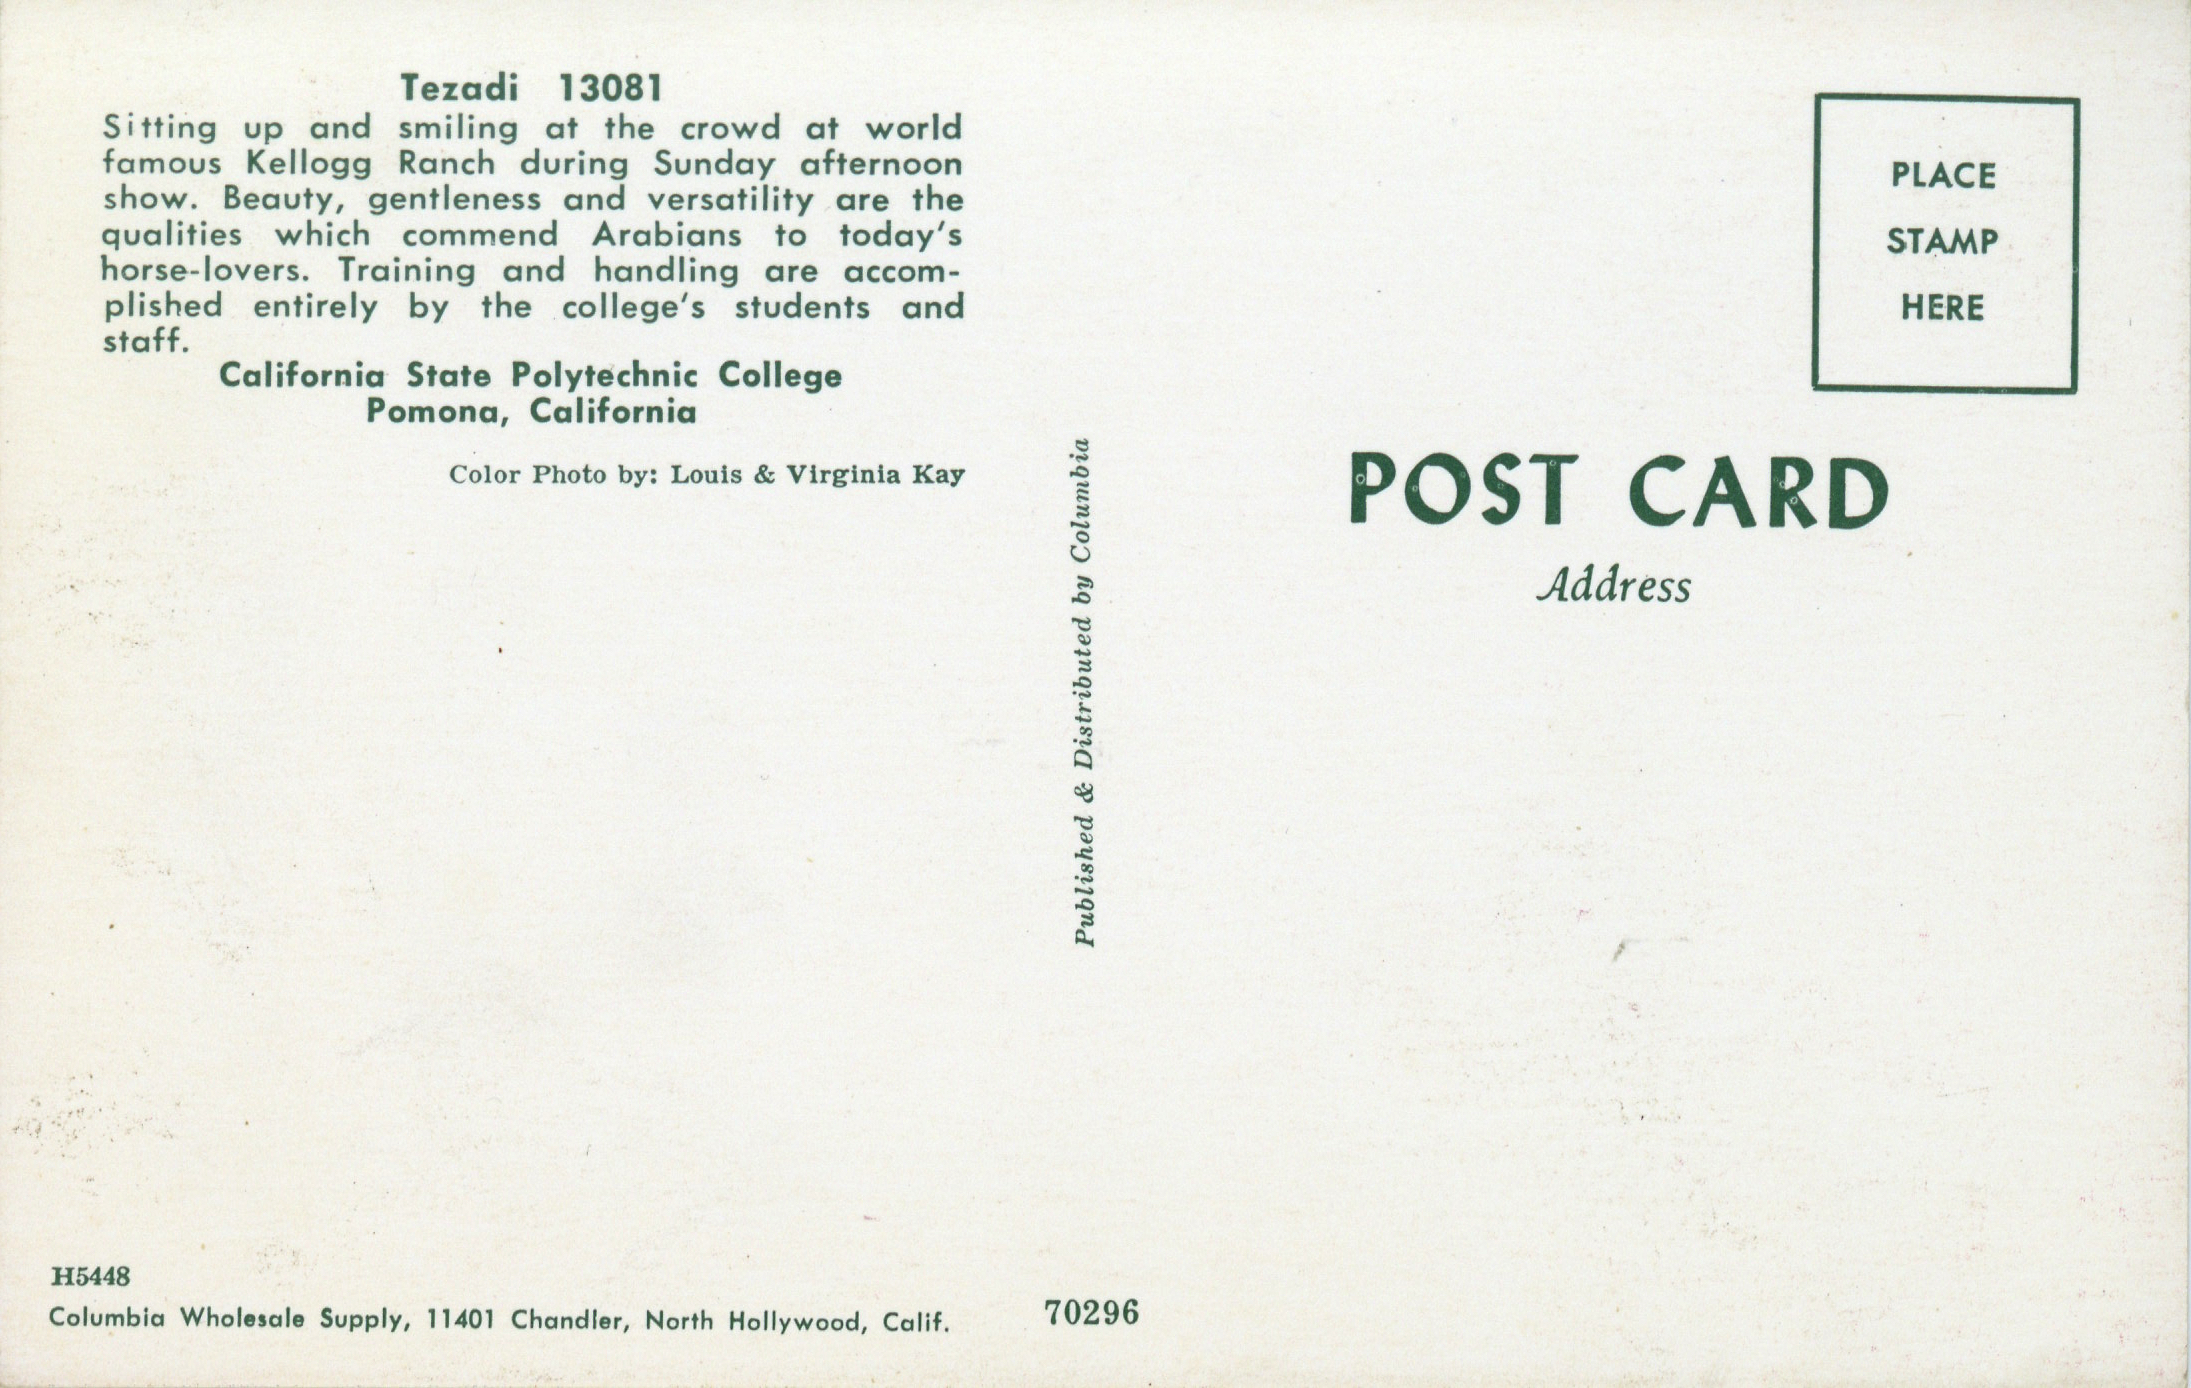 Tezadi 13081
Sitting up and smiling at the crowd at world
famous Kellogg Ranch during Sunday afternoon
show. Beauty, gentleness and versatility are the
qualities which commend Arabians to today's
horse-lovers. Training and handling are accom-
plished entirely by the college's students and
staff.
California State Polytechnic College
Pomona, California
Color Photo by: Louis & Virginia Kay
H5448
Columbia Wholesale Supply, 11401 Chandler, North Hollywood, Calif.
Published & Distributed by Columbia
70296
PLACE
STAMP
HERE
POST CARD
Address